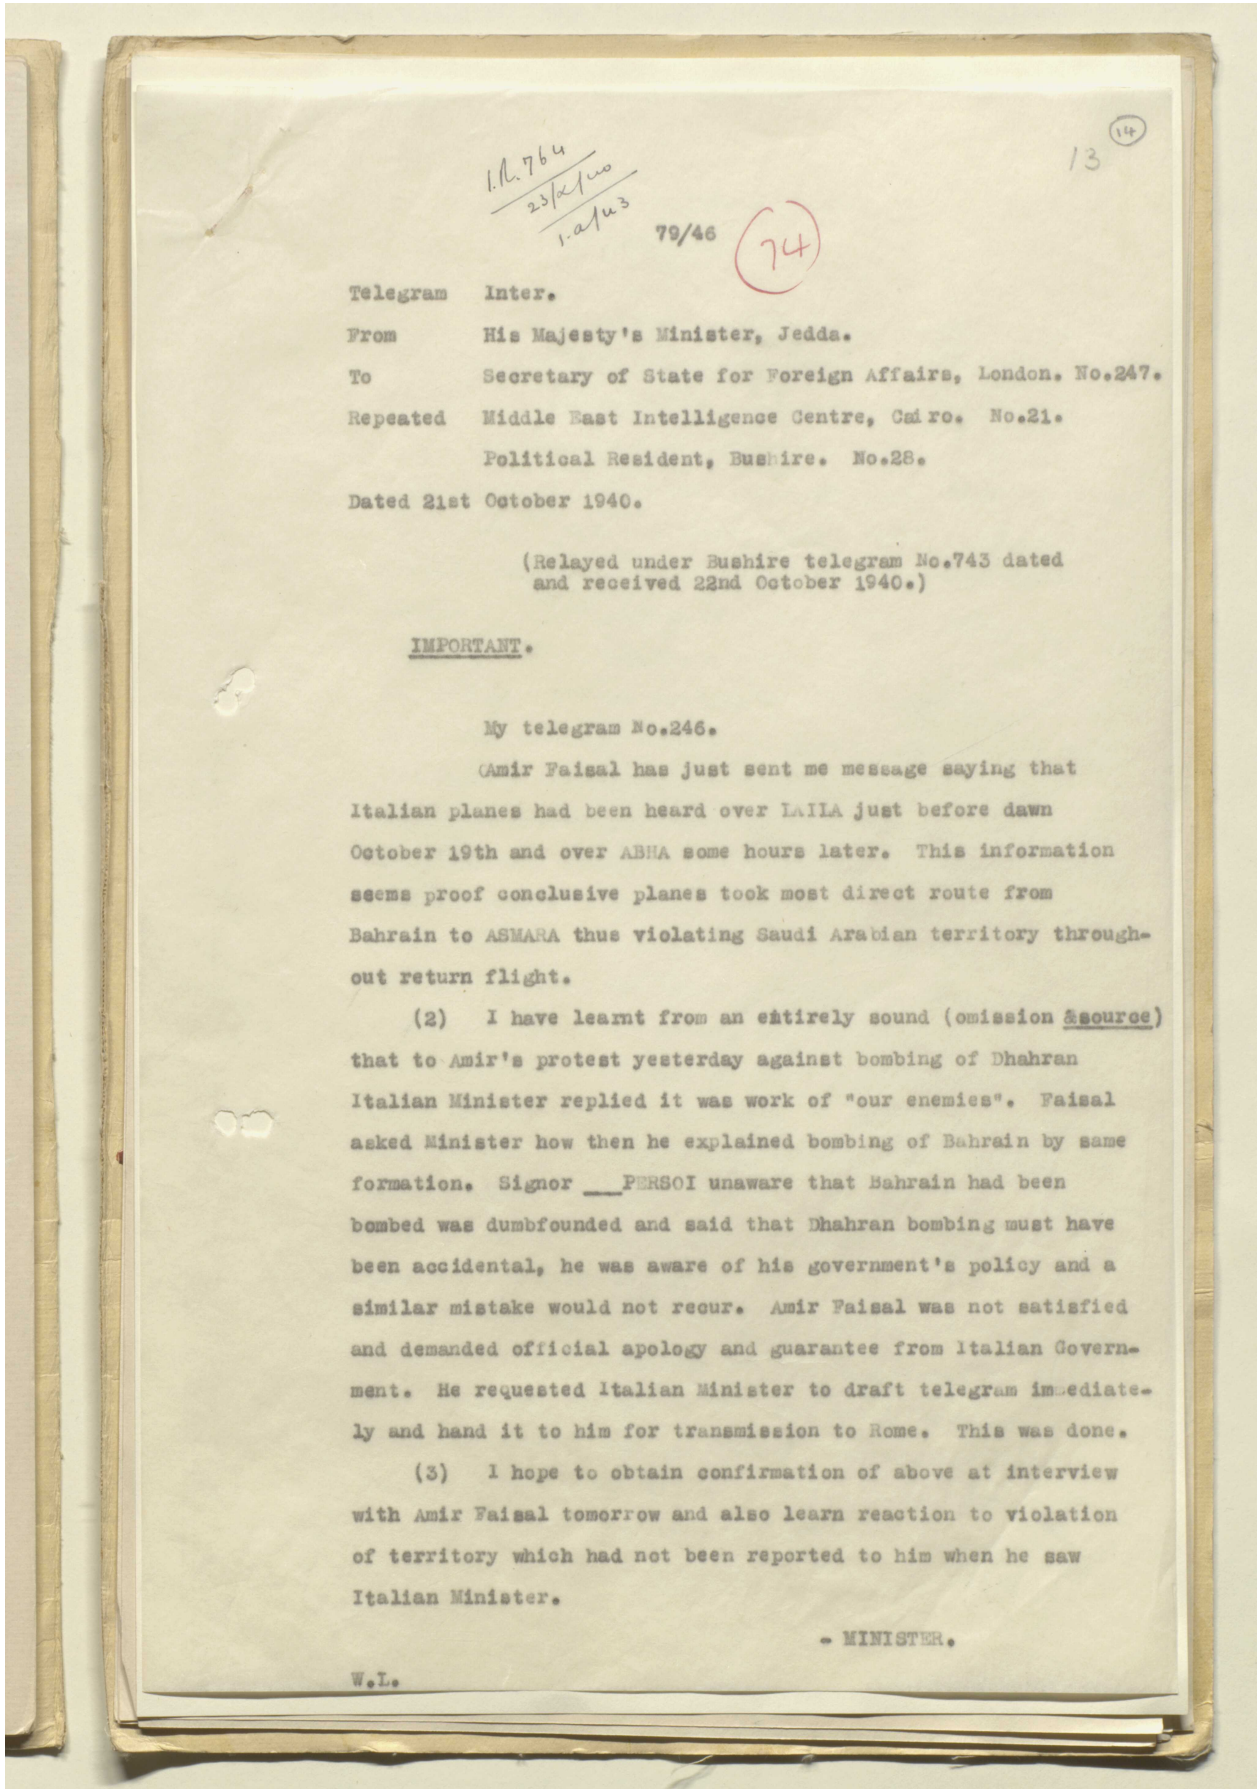 14
13
I.R. 764
23/X/40
1.a/43
79/46
74
Telegram Inter.
From His Majesty's Minister, Jedda.
To Secretary of State for Foreign Affairs, London. No.247.
Repeated Middle East Intelligence Centre, Cairo. No.21.
Political Resident, Bushire. No.28.
Dated 21st October 1940.
(Relayed under Bushire telegram No.743 dated
and received 22nd October 1940.)
IMPORTANT.
My telegram No.246.
Amir Faisal has just sent me message saying that
Italian planes had been heard over LAILA just before dawn
October 19th and over ABHA some hours later. This information
seems proof conclusive planes took most direct route from
Bahrain to ASMARA thus violating Saudi Arabian territory through-
out return flight.
(2) I have learnt from an entirely sound (omission &source)
that to Amir's protest yesterday against bombing of Dhahran
Italian Minister replied it was work of "our enemies". Faisal
asked Minister how then he explained bombing of Bahrain by same
formation. Signor ___PERSOI unaware that Bahrain had been
bombed was dumbfounded and said that Dhahran bombing must have
been accidental, he was aware of his government's policy and a
similar mistake would not recur. Amir Faisal was not satisfied
and demanded official apology and guarantee from Italian Govern-
ment. He requested Italian Minister to draft telegram immediate-
ly and hand it to him for transmission to Rome. This was done.
(3) I hope to obtain confirmation of above at interview
with Amir Faisal tomorrow and also learn reaction to violation
of territory which had not been reported to him when he saw
Italian Minister.
- MINISTER.
W.L.